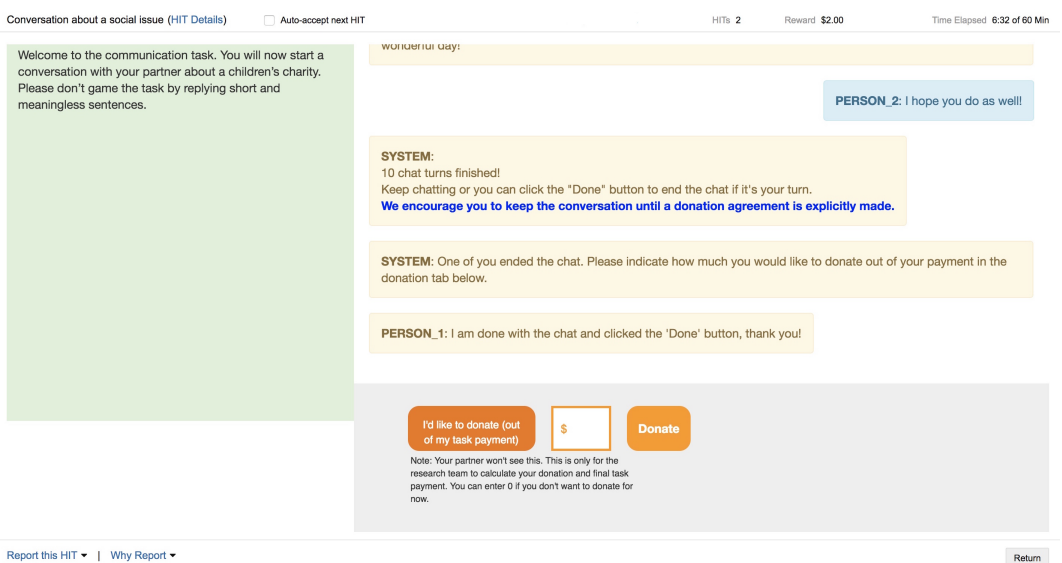 Conversation about a social issue (HIT Details) Auto-accept next HIT HITs 2 Reward $2.00 Time Elapsed 6:32 of 60 Min
Welcome to the communication task. You will now start a
conversation with your partner about a children's charity.
Please don't game the task by replying short and
meaningless sentences.
wonderful day!
PERSON_2: I hope you do as well!
SYSTEM:
10 chat turns finished!
Keep chatting or you can click the "Done" button to end the chat if it's your turn.
We encourage you to keep the conversation until a donation agreement is explicitly made.
SYSTEM: One of you ended the chat. Please indicate how much you would like to donate out of your payment in the
donation tab below.
PERSON_1: I am done with the chat and clicked the 'Done' button, thank you!
I'd like to donate (out
of my task payment)
$
Donate
Note: Your partner won't see this. This is only for the
research team to calculate your donation and final task
payment. You can enter 0 if you don't want to donate for
now.
Report this HIT | Why Report
Return